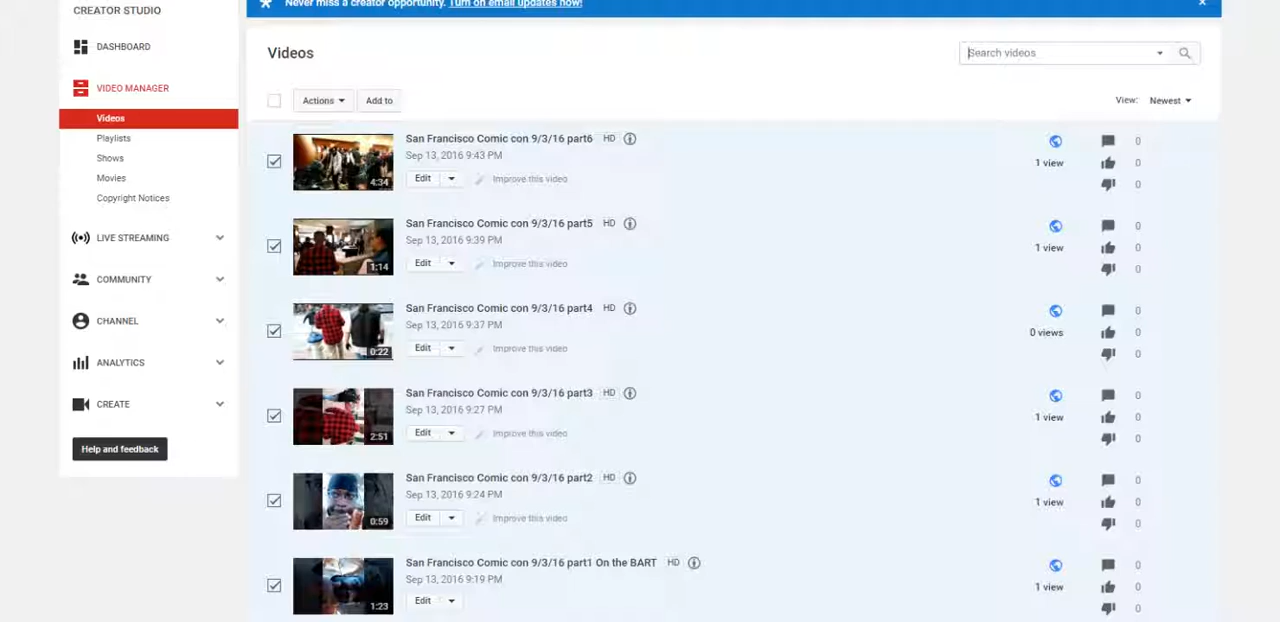 CREATOR STUDIO
Never miss a creator opportunity. Turn on email updates now!
DASHBOARD
VIDEO MANAGER
Videos
Playlists
Shows
Movies
Copyright Notices
LIVE STREAMING
COMMUNITY
CHANNEL
ANALYTICS
CREATE
Help and feedback
Videos
Search videos
Actions Add to View: Newest
San Francisco Comic con 9/3/16 part6 HD
Sep 13, 2016 9:43 PM
Edit Improve this video
4:34
1 view
0
0
0
San Francisco Comic con 9/3/16 part5 HD
Sep 13, 2016 9:39 PM
Edit Improve this video
1:14
1 view
0
0
0
San Francisco Comic con 9/3/16 part4 HD
Sep 13, 2016 9:37 PM
Edit Improve this video
0:22
0 views
0
0
0
San Francisco Comic con 9/3/16 part3 HD
Sep 13, 2016 9:27 PM
Edit Improve this video
2:51
1 view
0
0
0
San Francisco Comic con 9/3/16 part2 HD
Sep 13, 2016 9:24 PM
Edit Improve this video
0:59
1 view
0
0
0
San Francisco Comic con 9/3/16 part1 On the BART HD
Sep 13, 2016 9:19 PM
Edit
1:23
1 view
0
0
0